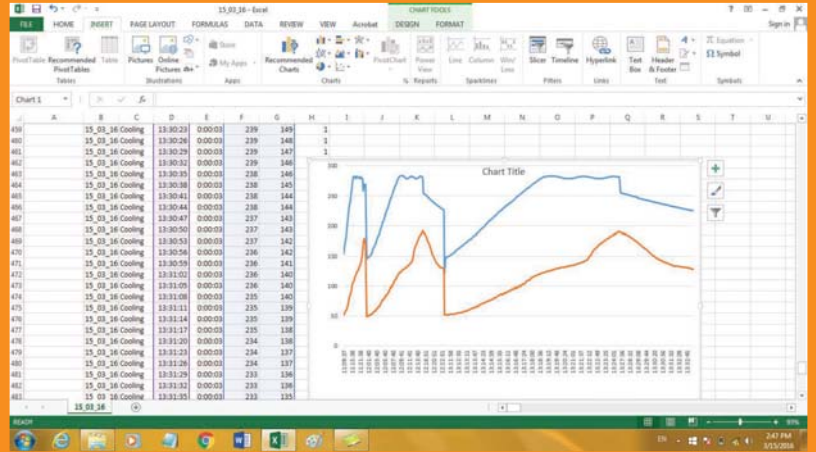 15_03_16 - Excel
CHART TOOLS
? 
Sign in
FILE HOME INSERT PAGE LAYOUT FORMULAS DATA REVIEW VIEW Acrobat DESIGN FORMAT
PivotTable Recommended PivotTables Table Pictures Online Pictures Store My Apps Recommended Charts PivotChart Power View Line Column Win/Loss Slicer Timeline Hyperlink Text Box Header & Footer Equation Symbol
Tables Illustrations Apps Charts Reports Sparklines Filters Links Text Symbols
Chart 1 fx
A B C D E F G H I J K L M N O P Q R S T U
459 15_03_16 Cooling 13:30:23 0:00:03 239 149 1
460 15_03_16 Cooling 13:30:26 0:00:03 239 148 1
461 15_03_16 Cooling 13:30:29 0:00:03 239 147 1
462 15_03_16 Cooling 13:30:32 0:00:03 239 146
463 15_03_16 Cooling 13:30:35 0:00:03 238 146
464 15_03_16 Cooling 13:30:38 0:00:03 238 145
465 15_03_16 Cooling 13:30:41 0:00:03 238 144
466 15_03_16 Cooling 13:30:44 0:00:03 238 144
467 15_03_16 Cooling 13:30:47 0:00:03 237 143
468 15_03_16 Cooling 13:30:50 0:00:03 237 143
469 15_03_16 Cooling 13:30:53 0:00:03 237 142
470 15_03_16 Cooling 13:30:56 0:00:03 236 142
471 15_03_16 Cooling 13:30:59 0:00:03 236 141
472 15_03_16 Cooling 13:31:02 0:00:03 236 140
473 15_03_16 Cooling 13:31:05 0:00:03 236 140
474 15_03_16 Cooling 13:31:08 0:00:03 235 140
475 15_03_16 Cooling 13:31:11 0:00:03 235 139
476 15_03_16 Cooling 13:31:14 0:00:03 235 139
477 15_03_16 Cooling 13:31:17 0:00:03 235 138
478 15_03_16 Cooling 13:31:20 0:00:03 234 138
479 15_03_16 Cooling 13:31:23 0:00:03 234 137
480 15_03_16 Cooling 13:31:26 0:00:03 234 137
481 15_03_16 Cooling 13:31:29 0:00:03 233 136
482 15_03_16 Cooling 13:31:32 0:00:03 233 136
483 15_03_16 Cooling 13:31:35 0:00:03 233 135
Chart Title
300
250
200
150
100
50
0
15_03_16
READY
93%
EN
2:47 PM
3/15/2016